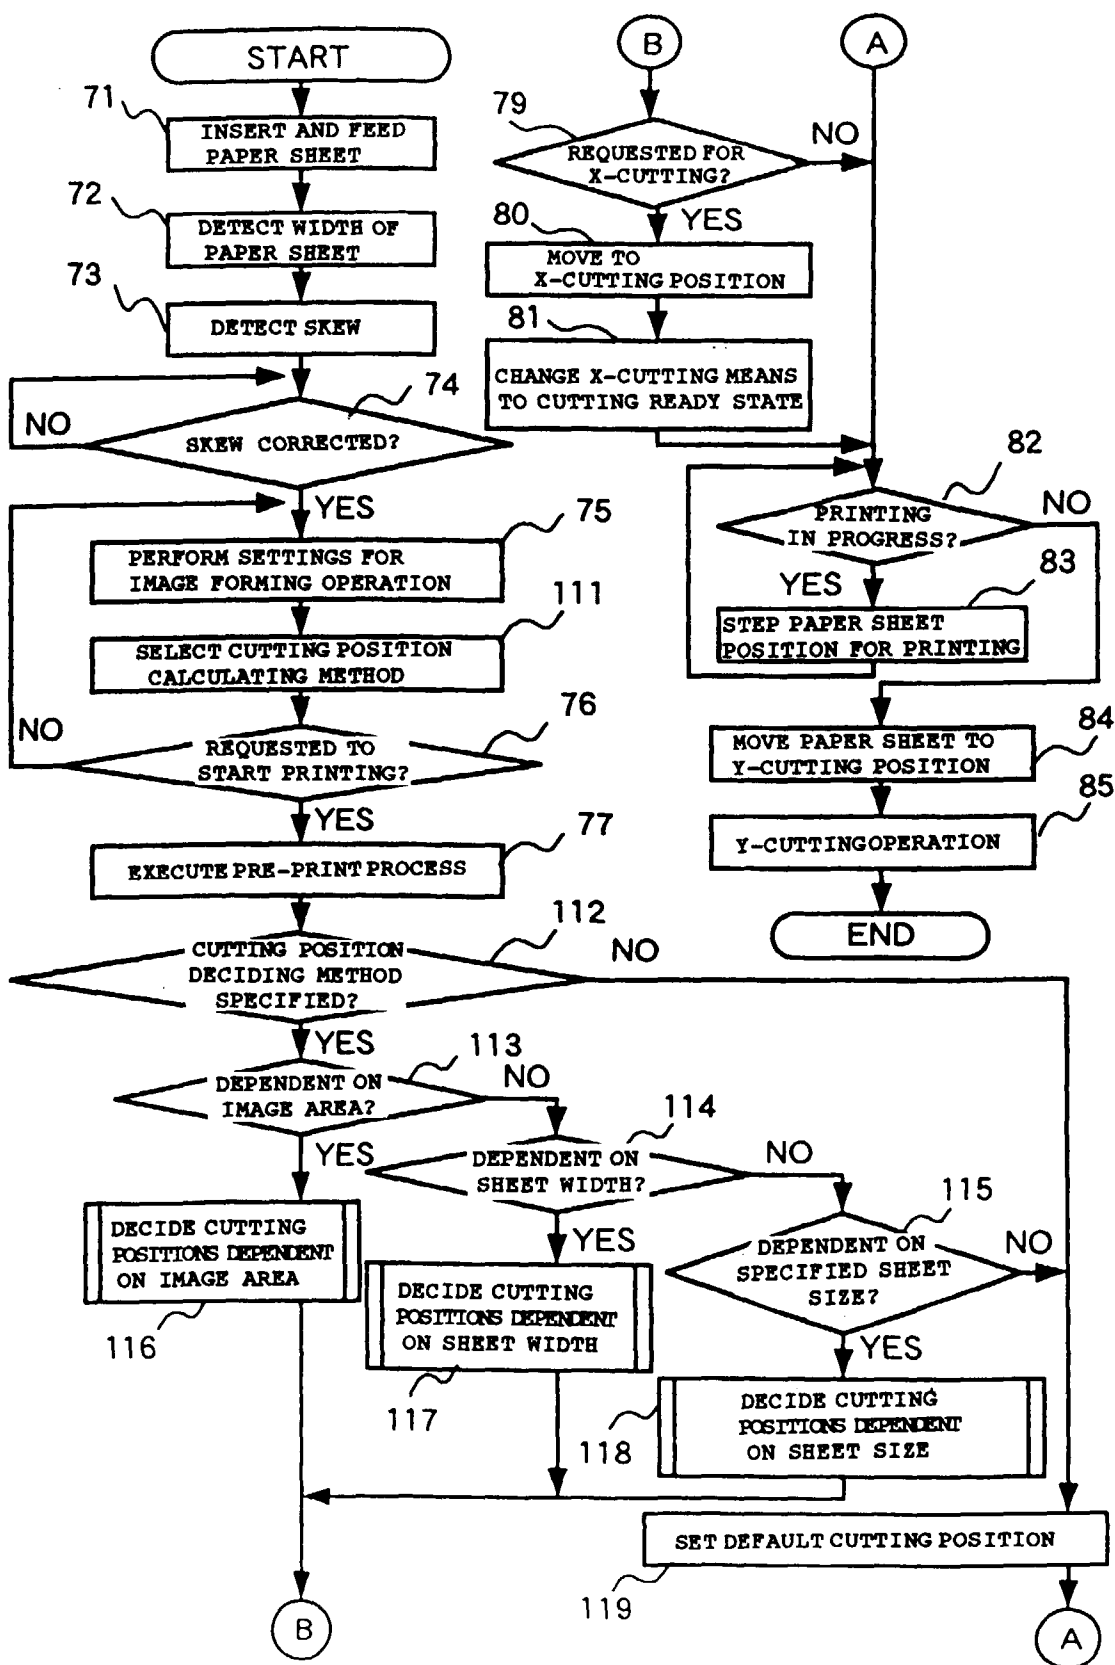 START
71
INSERT AND FEED
PAPER SHEET
72
DETECT WIDTH OF
PAPER SHEET
73
DETECT SKEW
74
NO
SKEW CORRECTED?
YES
75
PERFORM SETTINGS FOR
IMAGE FORMING OPERATION
111
SELECT CUTTING POSITION
CALCULATING METHOD
76
NO
REQUESTED TO
START PRINTING?
YES
77
EXECUTE PRE-PRINT PROCESS
112
CUTTING POSITION
DECIDING METHOD
SPECIFIED?
NO
YES
113
DEPENDENT ON
IMAGE AREA?
NO
YES
114
DEPENDENT ON
SHEET WIDTH?
NO
YES
115
DEPENDENT ON
SPECIFIED SHEET
SIZE?
NO
YES
DECIDE CUTTING
POSITIONS DEPENDENT
ON IMAGE AREA
116
DECIDE CUTTING
POSITIONS DEPENDENT
ON SHEET WIDTH
117
DECIDE CUTTING
POSITIONS DEPENDENT
ON SHEET SIZE
118
SET DEFAULT CUTTING POSITION
119
B
A
B
A
79
REQUESTED FOR
X-CUTTING?
NO
YES
80
MOVE TO
X-CUTTING POSITION
81
CHANGE X-CUTTING MEANS
TO CUTTING READY STATE
82
PRINTING
IN PROGRESS?
NO
YES
83
STEP PAPER SHEET
POSITION FOR PRINTING
84
MOVE PAPER SHEET TO
Y-CUTTING POSITION
85
Y-CUTTING OPERATION
END